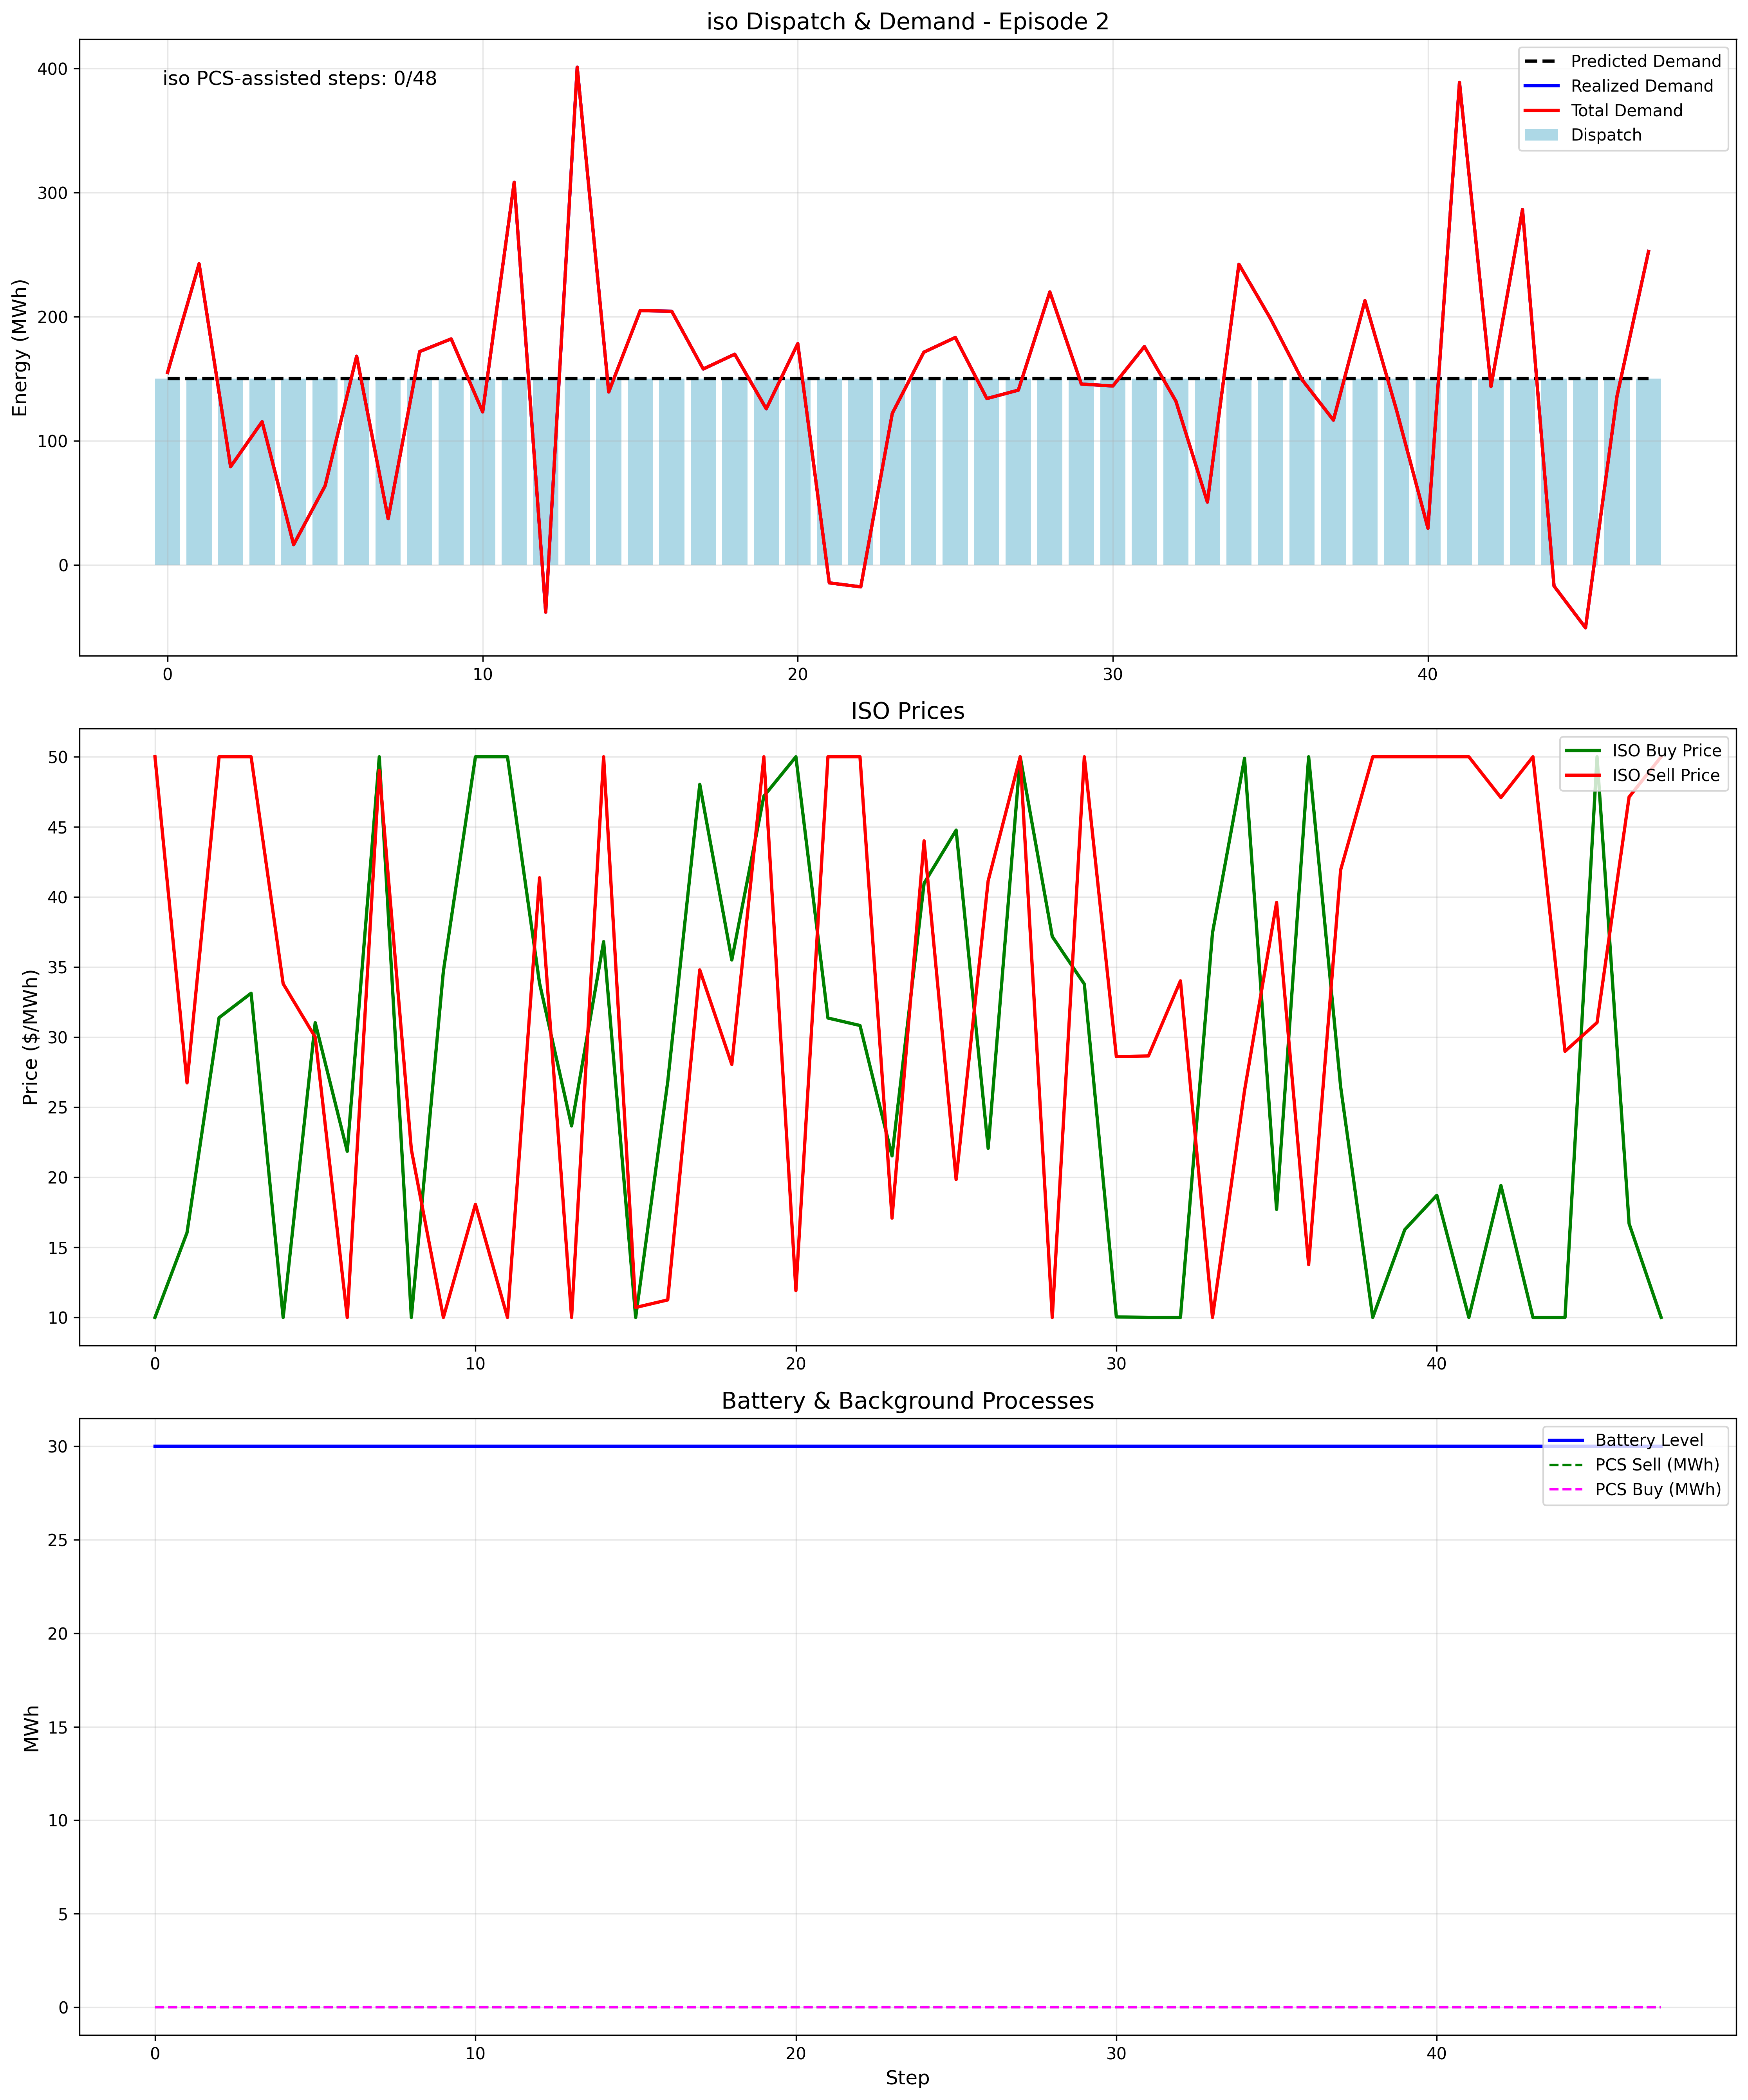 iso Dispatch & Demand - Episode 2
iso PCS-assisted steps: 0/48
Predicted Demand
Realized Demand
Total Demand
Dispatch
Energy (MWh)
400
300
200
100
0
0 10 20 30 40
ISO Prices
ISO Buy Price
ISO Sell Price
Price ($/MWh)
50
45
40
35
30
25
20
15
10
0 10 20 30 40
Battery & Background Processes
Battery Level
PCS Sell (MWh)
PCS Buy (MWh)
MWh
30
25
20
15
10
5
0
0 10 20 30 40
Step